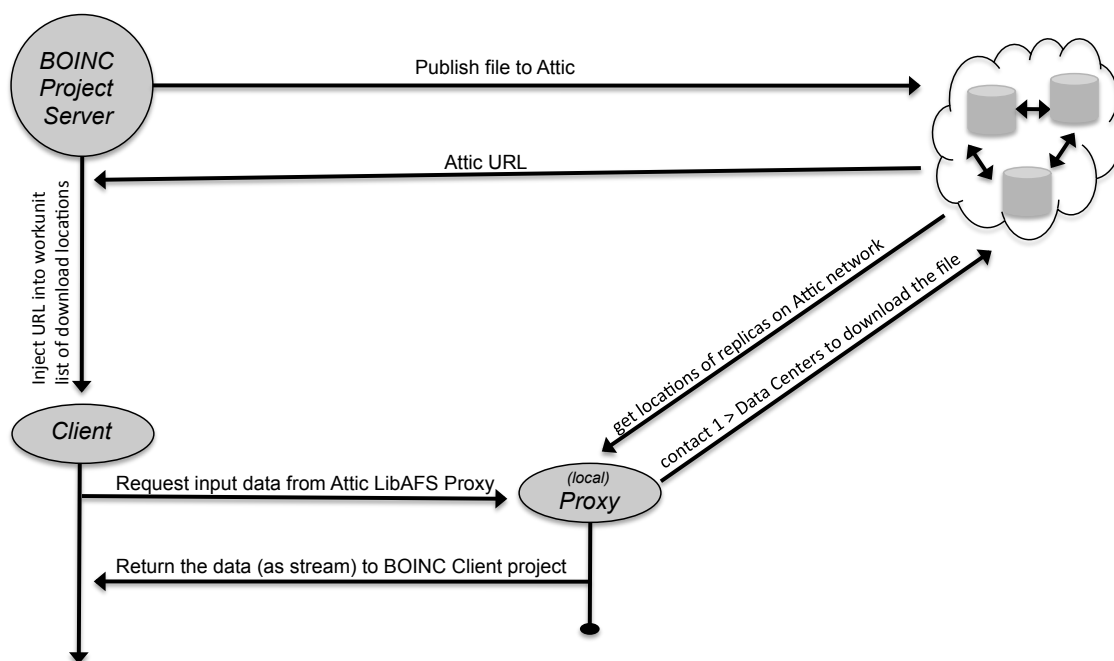 BOINC
Project
Server
Publish file to Attic
Attic URL
Inject URL into workunit
list of download locations
get locations of replicas on Attic network
contact 1 > Data Centers to download the file
Client
Request input data from Attic LibAFS Proxy
(local)
Proxy
Return the data (as stream) to BOINC Client project